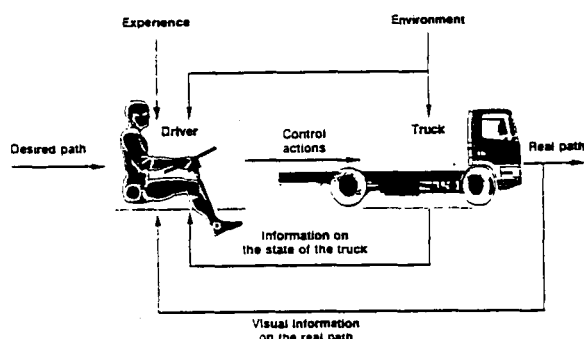 Experience
Environment
Driver
Truck
Desired path
Control
actions
Real path
Information on
the state of the truck
Visual information
on the real path